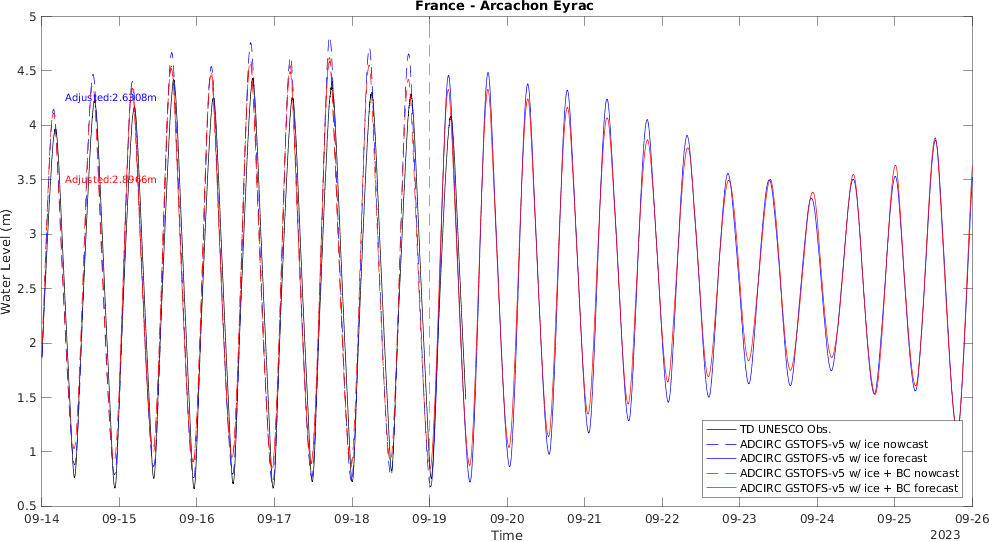 France - Arcachon Eyrac
Water Level (m)
5
4.5
4
3.5
3
2.5
2
1.5
1
0.5
Adjusted:2.6308m
Adjusted:2.8966m
TD UNESCO Obs.
ADCIRC GSTOFS-v5 w/ ice nowcast
ADCIRC GSTOFS-v5 w/ ice forecast
ADCIRC GSTOFS-v5 w/ ice + BC nowcast
ADCIRC GSTOFS-v5 w/ ice + BC forecast
09-14 09-15 09-16 09-17 09-18 09-19 09-20 09-21 09-22 09-23 09-24 09-25 09-26
Time
2023